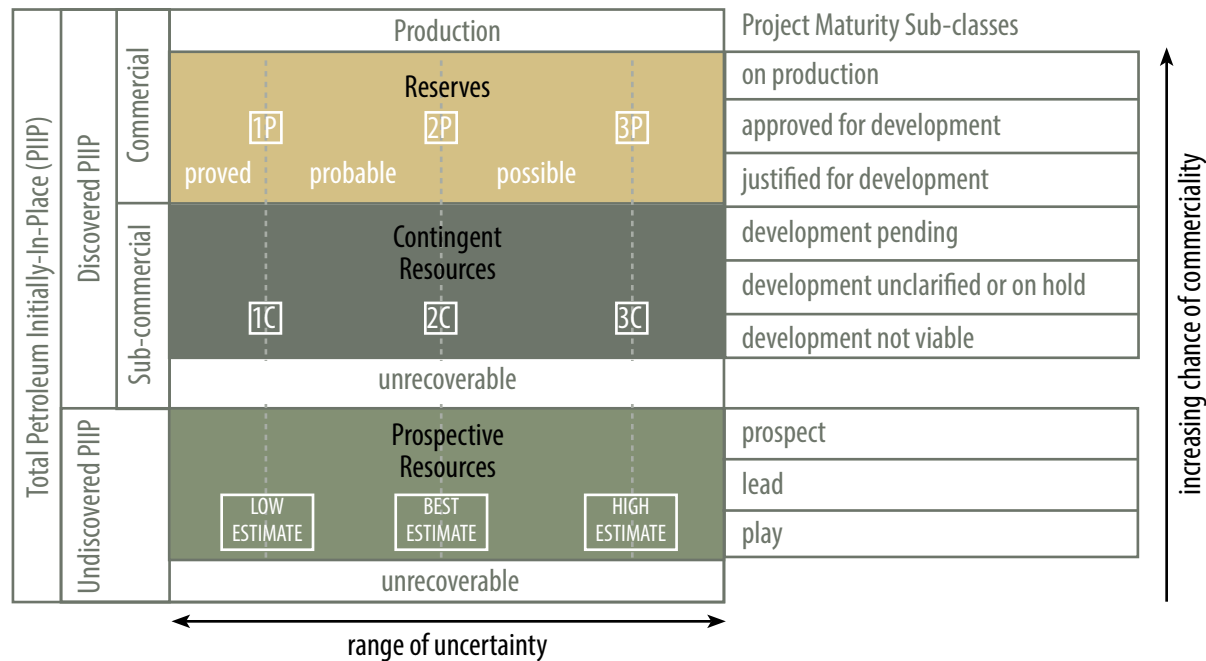 Production
Project Maturity Sub-classes
Total Petroleum Initially-In-Place (PIIP)
Discovered PIIP
Commercial
Reserves
1P
2P
3P
proved
probable
possible
on production
approved for development
justified for development
Sub-commercial
Contingent
Resources
1C
2C
3C
development pending
development unclarified or on hold
development not viable
unrecoverable
Undiscovered PIIP
Prospective
Resources
LOW
ESTIMATE
BEST
ESTIMATE
HIGH
ESTIMATE
prospect
lead
play
unrecoverable
range of uncertainty
increasing chance of commerciality